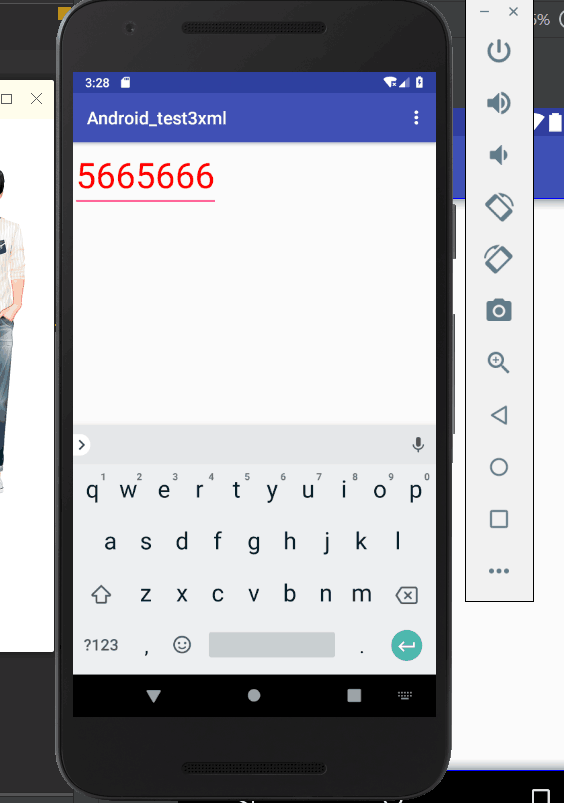 3:28
5%
Android_test3xml
5665666
1 2 3 4 5 6 7 8 9 0
q w e r t y u i o p
a s d f g h j k l
z x c v b n m
?123 , .